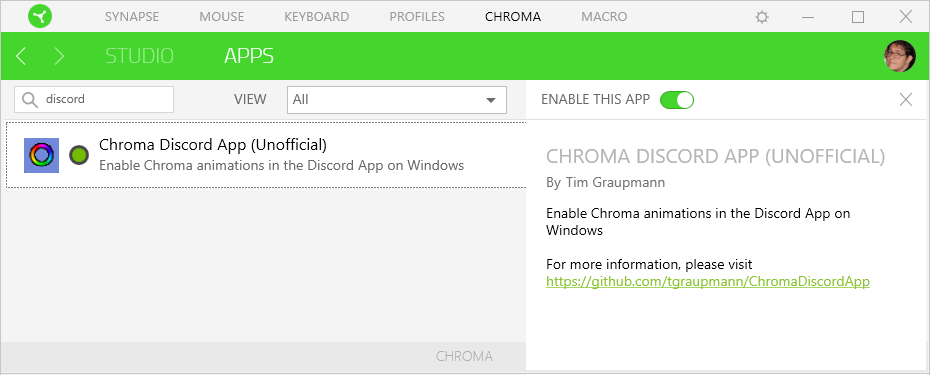 SYNAPSE MOUSE KEYBOARD PROFILES CHROMA MACRO
STUDIO APPS
discord VIEW All
ENABLE THIS APP
Chroma Discord App (Unofficial)
Enable Chroma animations in the Discord App on Windows
CHROMA DISCORD APP (UNOFFICIAL)
By Tim Graupmann
Enable Chroma animations in the Discord App on
Windows
For more information, please visit
https://github.com/tgraupmann/ChromaDiscordApp
CHROMA